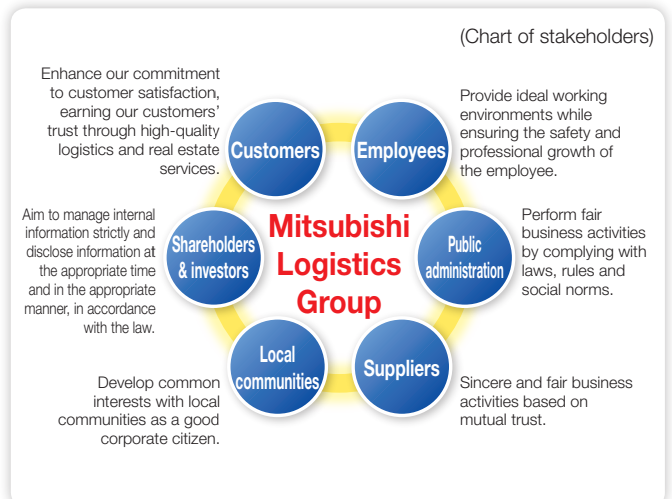 (Chart of stakeholders)
Enhance our commitment
to customer satisfaction,
earning our customers'
trust through high-quality
logistics and real estate
services.
Customers
Employees
Provide ideal working
environments while
ensuring the safety and
professional growth of
the employee.
Aim to manage internal
information strictly and
disclose information at
the appropriate time
and in the appropriate
manner, in accordance
with the law.
Shareholders
& investors
Mitsubishi
Logistics
Group
Public
administration
Perform fair
business activities
by complying with
laws, rules and
social norms.
Local
communities
Suppliers
Develop common
interests with local
communities as a good
corporate citizen.
Sincere and fair business
activities based on
mutual trust.